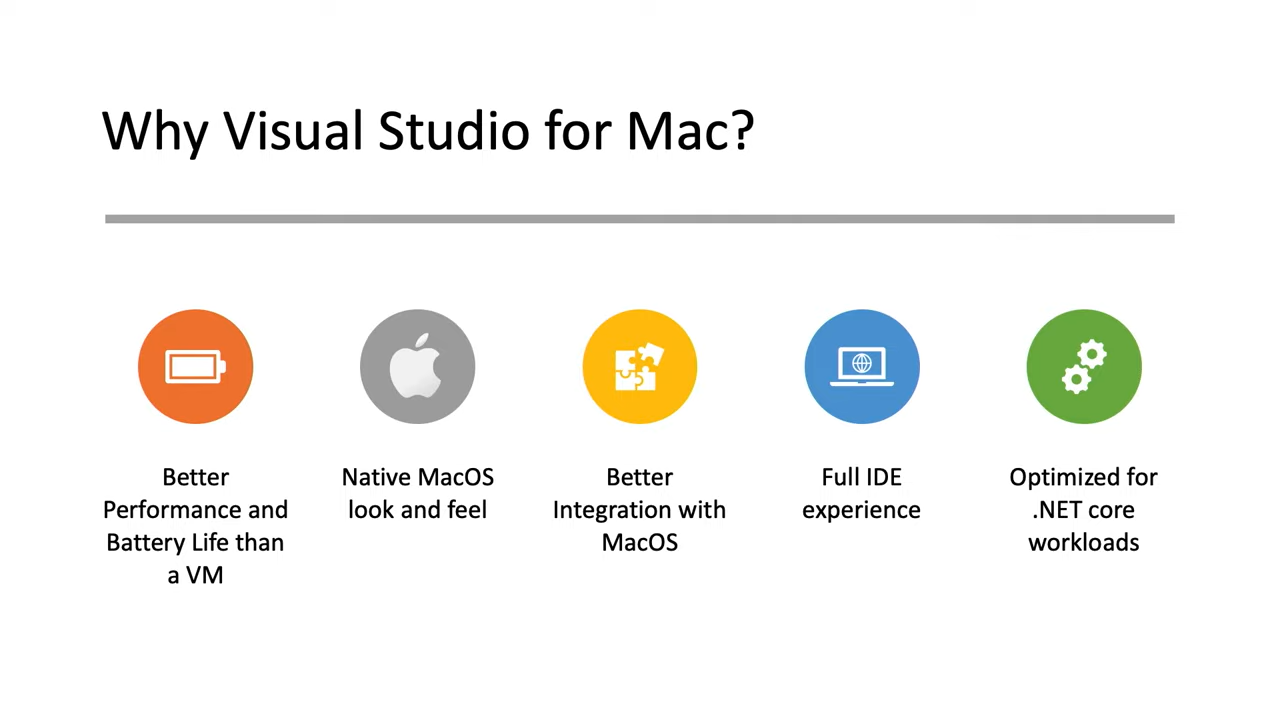 Why Visual Studio for Mac?
Better
Performance and
Battery Life than
a VM
Native MacOS
look and feel
Better
Integration with
MacOS
Full IDE
experience
Optimized for
.NET core
workloads